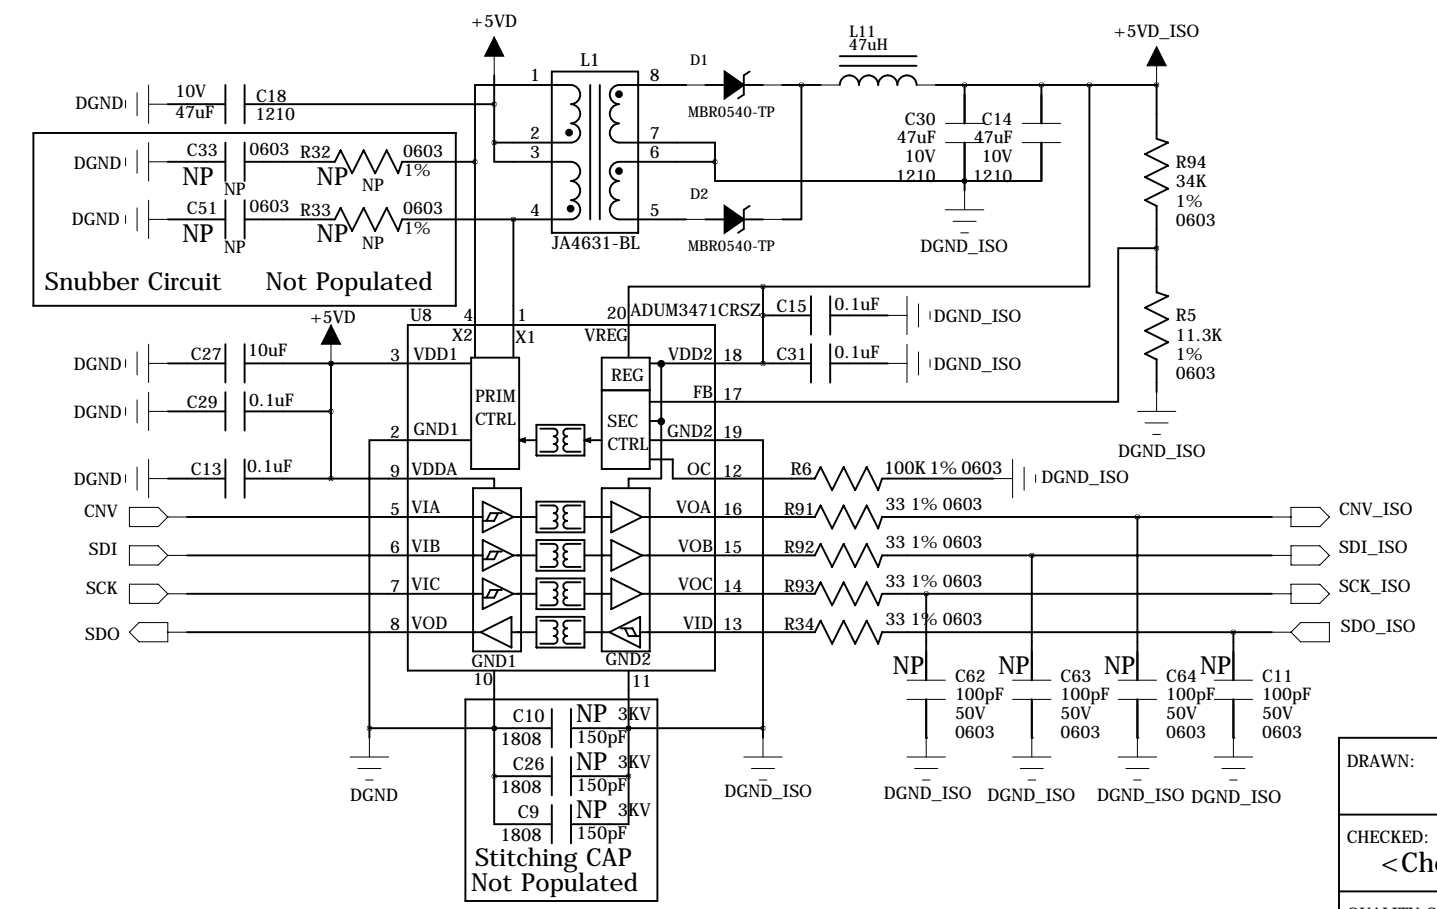 +5VD
L11
47uH
+5VD_ISO
L1
D1
1
8
10V
C18
DGND
47uF
1210
MBR0540-TP
2
7
C30
C14
47uF
47uF
10V
10V
1210
1210
3
6
C33
0603
R32
0603
DGND
NP
NP
NP
NP
1%
R94
34K
1%
0603
C51
0603
R33
0603
DGND
NP
NP
NP
NP
1%
4
5
D2
JA4631-BL
MBR0540-TP
DGND_ISO
Snubber Circuit Not Populated
+5VD
U8
4
1
20
ADUM3471CRSZ
X2
X1
VREG
C15
0.1uF
DGND_ISO
R5
11.3K
1%
0603
DGND
C27
10uF
3
VDD1
REG
VDD2
18
C31
0.1uF
DGND_ISO
DGND
C29
0.1uF
PRIM
CTRL
SEC
CTRL
FB
17
2
GND1
GND2
19
DGND_ISO
DGND
C13
0.1uF
9
VDDA
OC
12
R6
100K 1% 0603
DGND_ISO
CNV
5
VIA
VOA
16
R91
33 1% 0603
CNV_ISO
SDI
6
VIB
VOB
15
R92
33 1% 0603
SDI_ISO
SCK
7
VIC
VOC
14
R93
33 1% 0603
SCK_ISO
SDO
8
VOD
VID
13
R34
33 1% 0603
SDO_ISO
GND1
GND2
10
11
NP
C62
100pF
50V
0603
NP
C63
100pF
50V
0603
NP
C64
100pF
50V
0603
NP
C11
100pF
50V
0603
C10
NP
3KV
1808
150pF
C26
NP
3KV
1808
150pF
C9
NP
3KV
1808
150pF
Stitching CAP
Not Populated
DGND
DGND_ISO
DGND_ISO
DGND_ISO
DGND_ISO
DGND_ISO
DRAWN:
CHECKED: